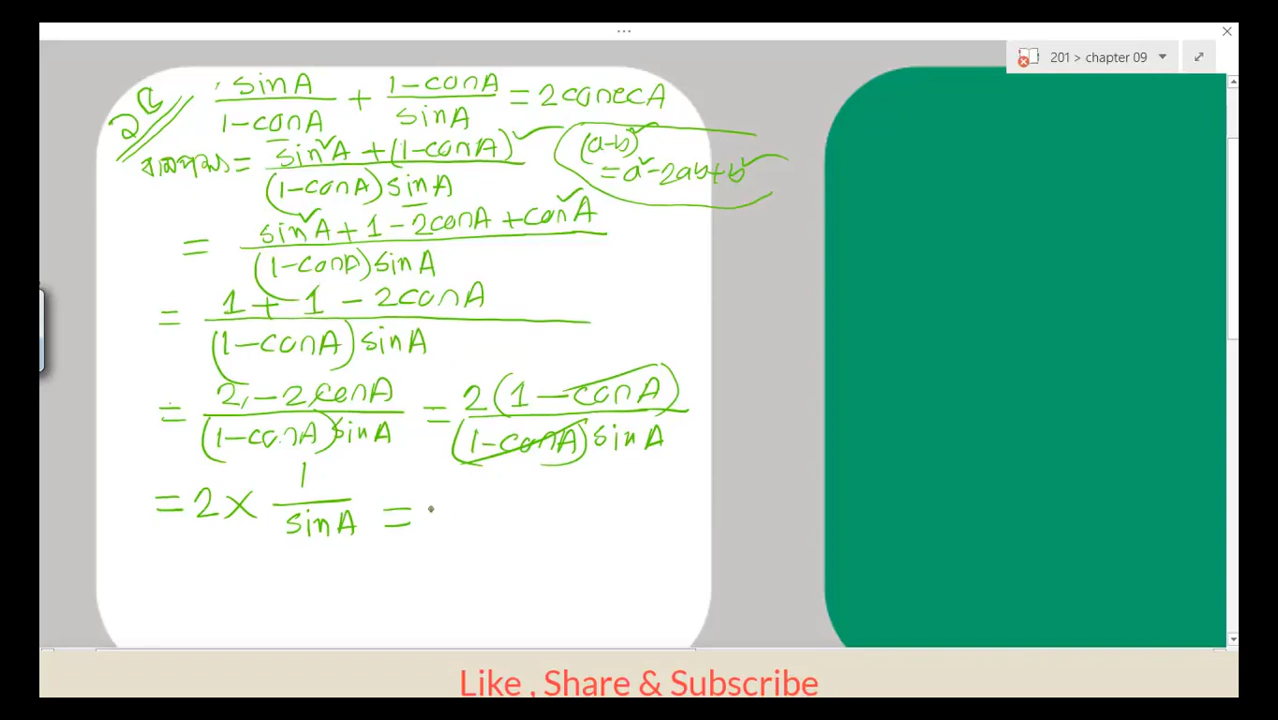 201 > chapter 09
২৫
sinA/(1-cosA) + (1-cosA)/sinA = 2cosecA
বামপক্ষ = (sin²A + (1-cosA)²)/((1-cosA)sinA)
(a-b)²
= a²-2ab+b²
= (sin²A + 1 - 2cosA + cos²A)/((1-cosA)sinA)
= (1 + 1 - 2cosA)/((1-cosA)sinA)
= (2 - 2cosA)/((1-cosA)sinA) = 2(1-cosA)/((1-cosA)sinA)
= 2 × 1/sinA =
Like , Share & Subscribe